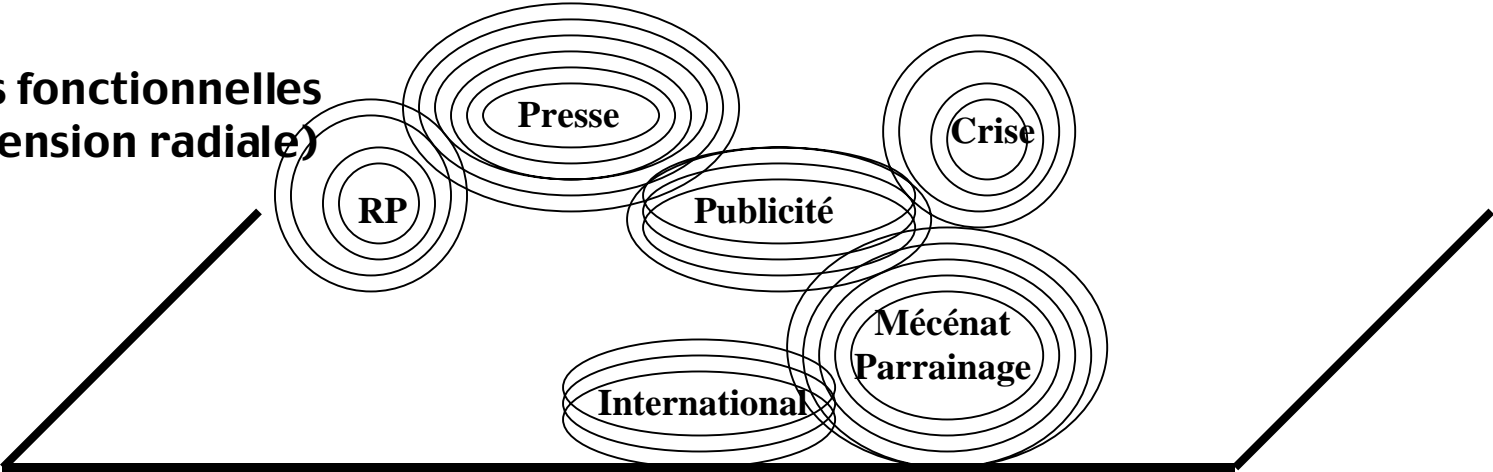 s fonctionnelles
ension radiale)
Presse
Crise
RP
Publicité
Mécénat
Parrainage
International